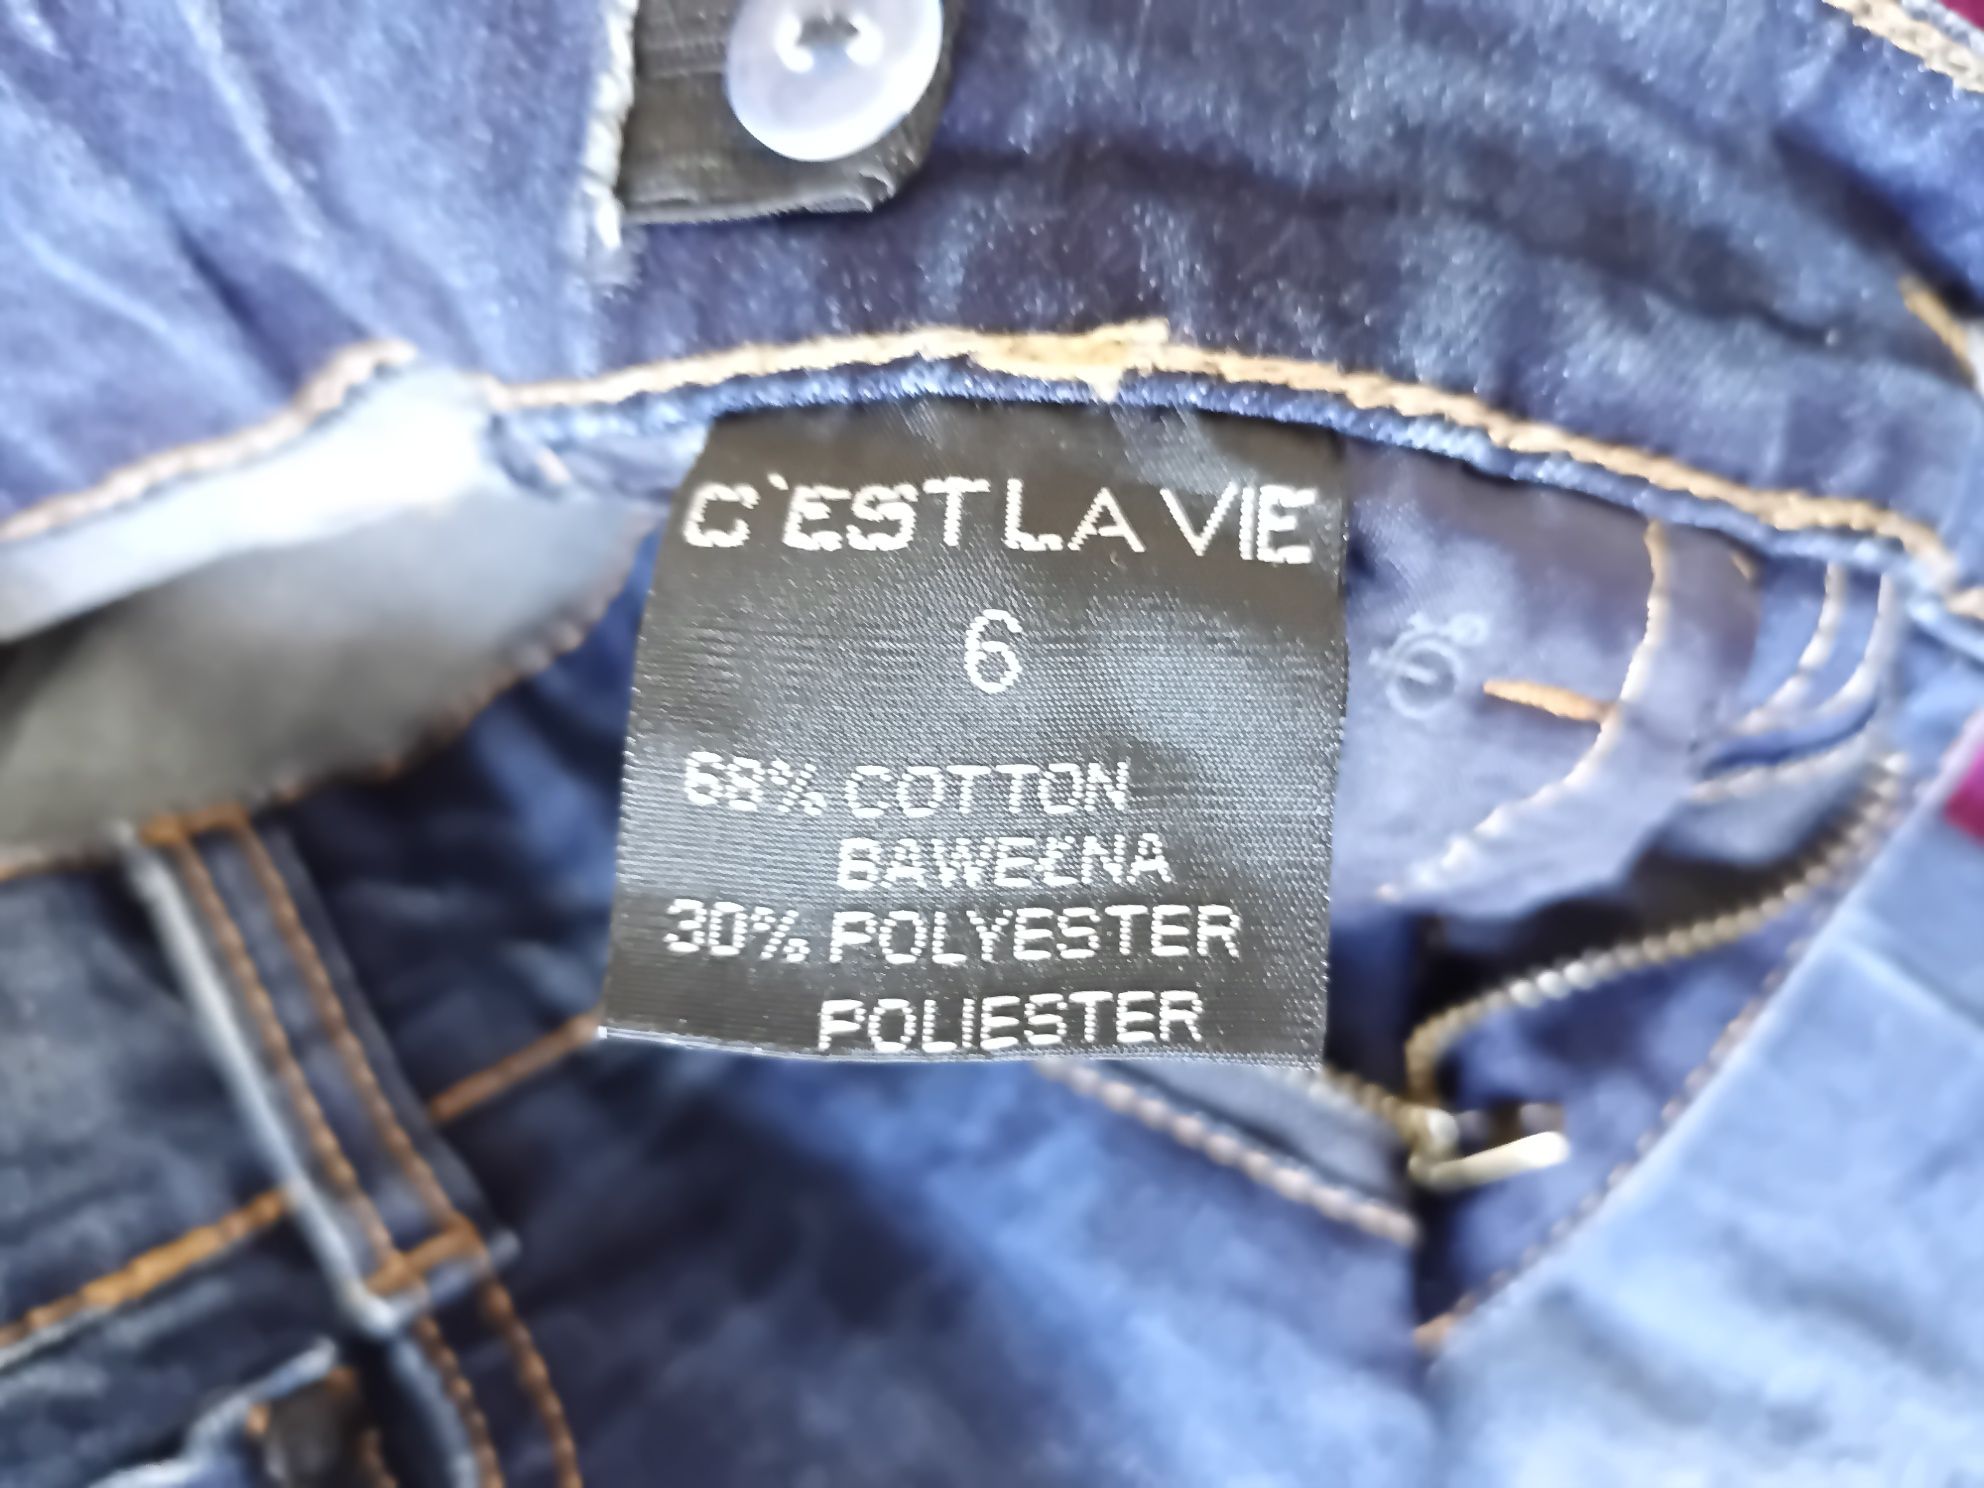 C'EST LA VIE
6
68% COTTON
BAWEŁNA
30% POLYESTER
POLIESTER